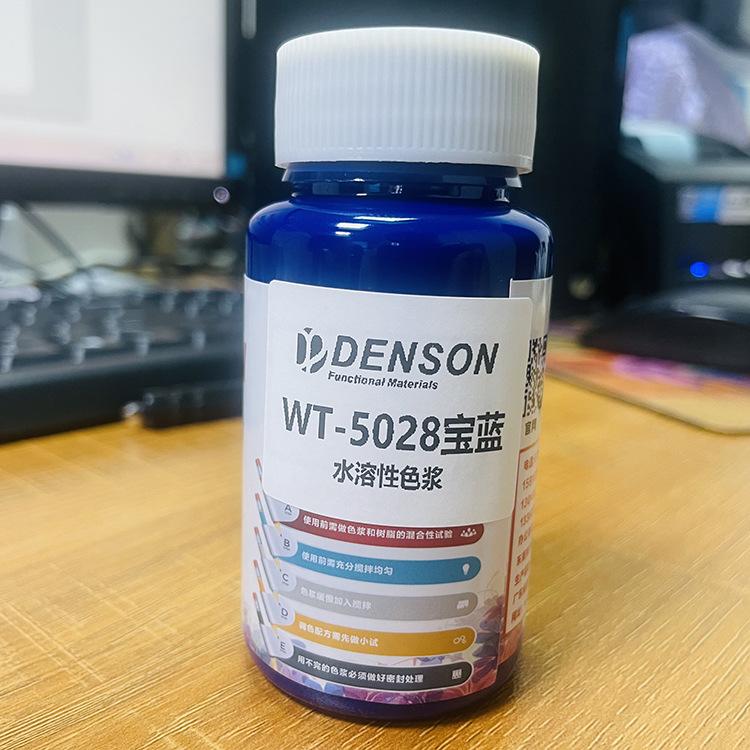 DENSON
Functional Materials
WT-5028宝蓝
水溶性色浆
A
使用前需做色浆和树脂的混合性试验
B
使用前需充分搅拌均匀
C
色浆缓慢加入搅拌
D
调色配方需先做小试
E
用不完的色浆必须做好密封处理
官网